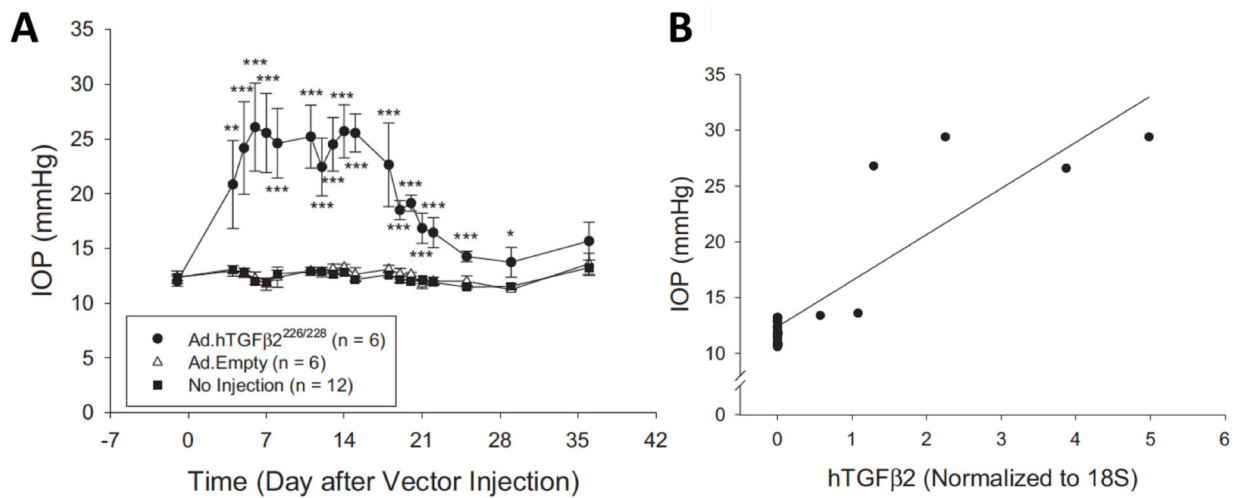 A
35
30
25
20
15
10
5
0
IOP (mmHg)
** *** *** *** *** *** *** *** *** *** *** *** *** *** *** *** *** *
Ad.hTGFβ2226/228 (n = 6)
Ad.Empty (n = 6)
No Injection (n = 12)
-7 0 7 14 21 28 35 42
Time (Day after Vector Injection)
B
35
30
25
20
15
10
0
IOP (mmHg)
0 1 2 3 4 5 6
hTGFβ2 (Normalized to 18S)